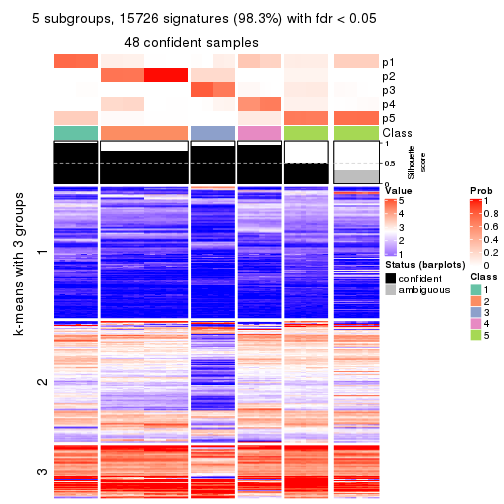 5 subgroups, 15726 signatures (98.3%) with fdr < 0.05
48 confident samples
p1
p2
p3
p4
p5
Class
1
0.5
0
Silhouette
score
k-means with 3 groups
1
2
3
Value
5
4
3
2
1
Status (barplots)
confident
ambiguous
Prob
1
0.8
0.6
0.4
0.2
0
Class
1
2
3
4
5